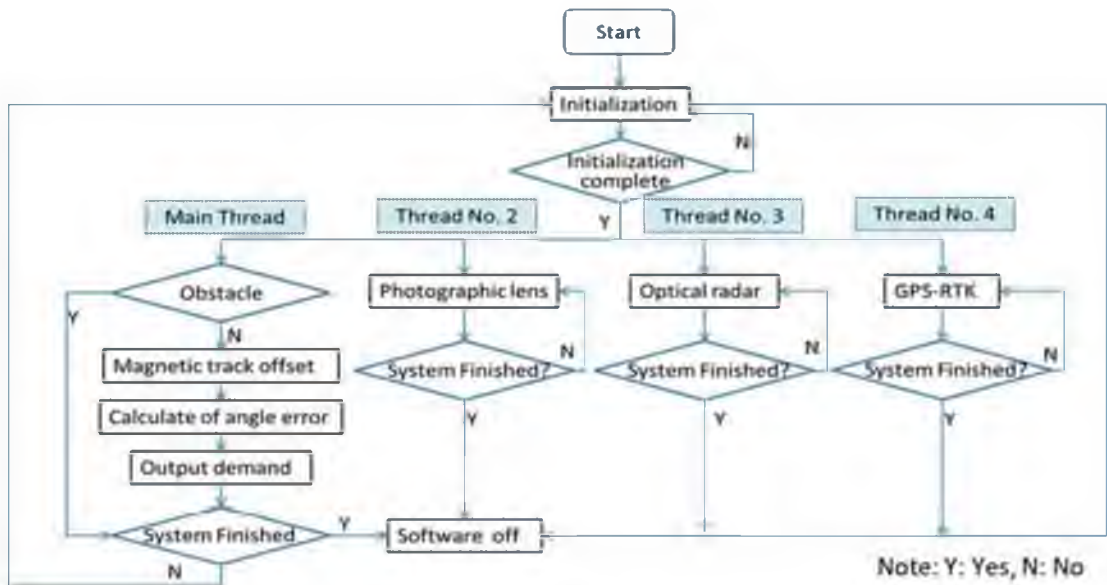 Start
Initialization
N
Initialization
complete
Y
Main Thread
Thread No. 2
Thread No. 3
Thread No. 4
Obstacle
Photographic lens
Optical radar
GPS-RTK
Y
N
N
N
N
Magnetic track offset
System Finished?
System Finished?
System Finished?
Calculate of angle error
Y
Y
Y
Output demand
System Finished
Y
Software off
N
Note: Y: Yes, N: No